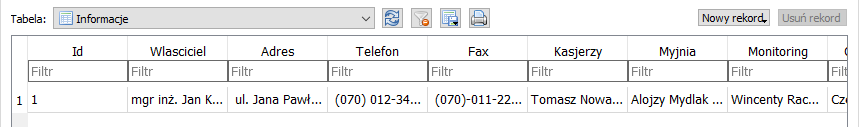 Tabela: Informacje Nowy rekord Usuń rekord
Id Wlasciciel Adres Telefon Fax Kasjerzy Myjnia Monitoring
Filtr Filtr Filtr Filtr Filtr Filtr Filtr Filtr Filtr
1 1 mgr inż. Jan K... ul. Jana Pawł... (070) 012-34... (070)-011-22... Tomasz Nowa... Alojzy Mydlak ... Wincenty Rac...